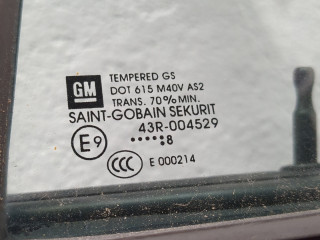 GM
TEMPERED GS
DOT 615 M40V AS2
TRANS. 70% MIN.
SAINT-GOBAIN SEKURIT
43R-004529
E9
.....:8
CCC
E 000214